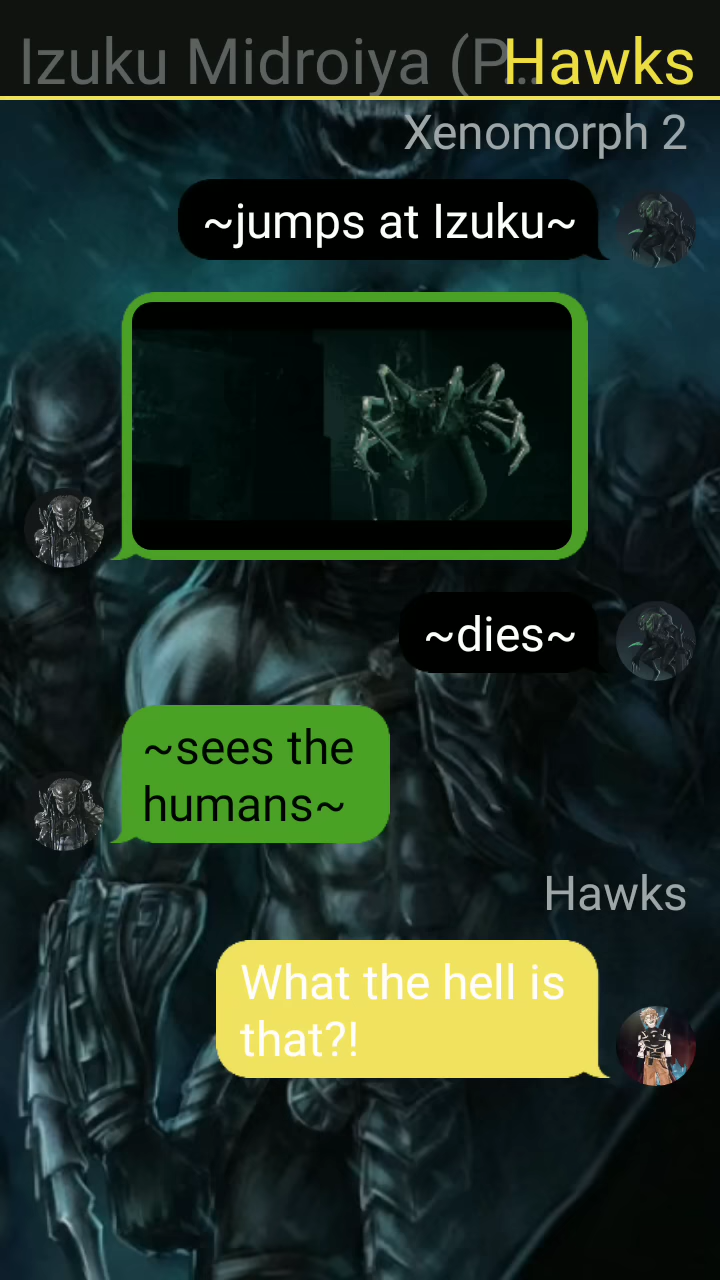 Izuku Midroiya (P...
Hawks
Xenomorph 2
~jumps at Izuku~
~dies~
~sees the
humans~
Hawks
What the hell is
that?!